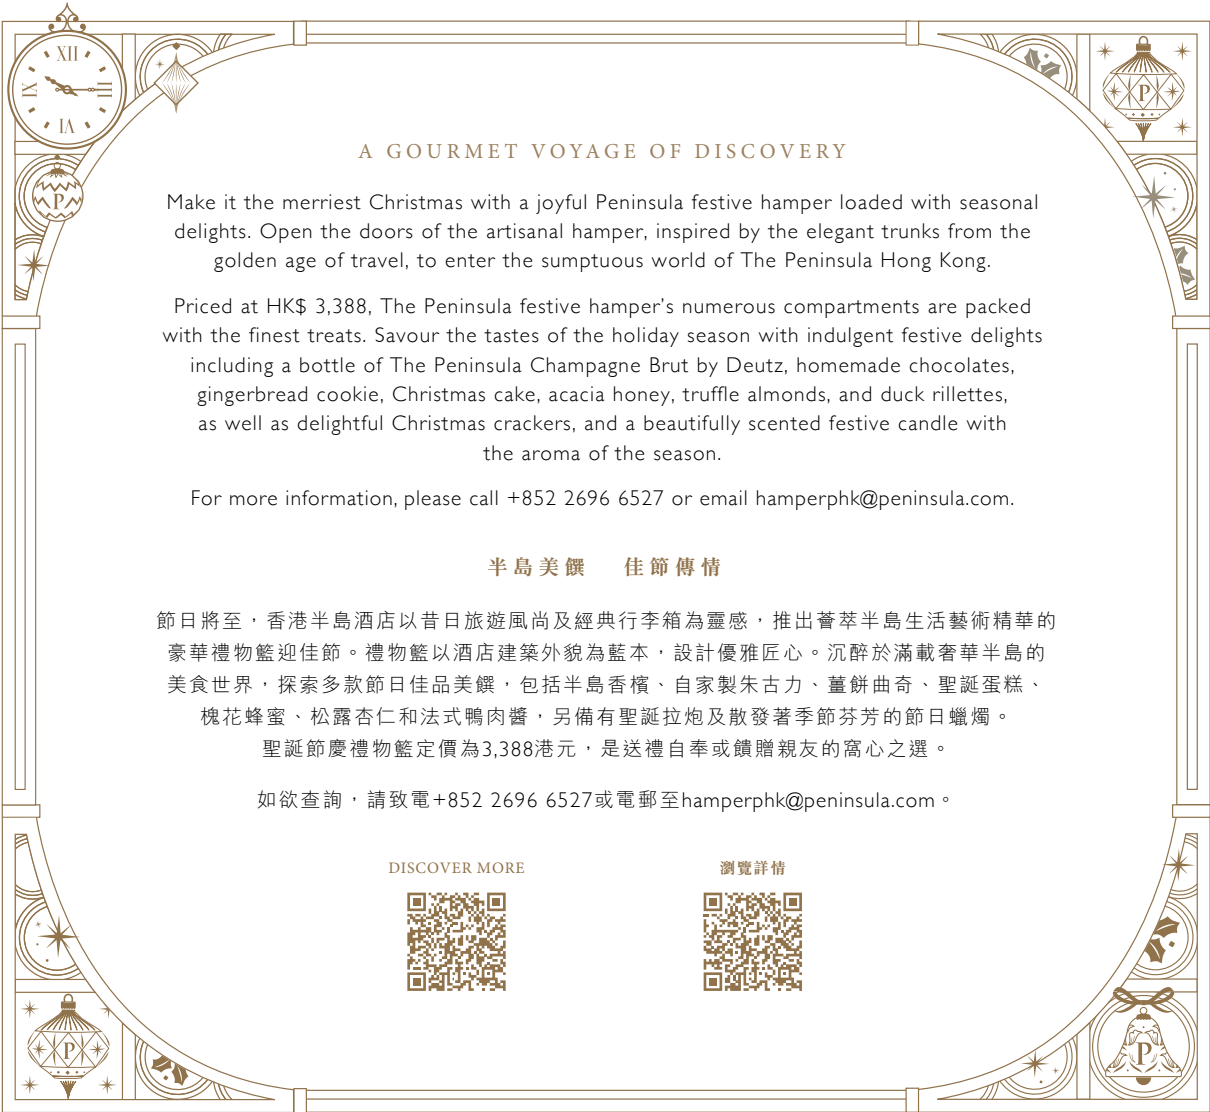 XII
III
VI
IX
P
P
A GOURMET VOYAGE OF DISCOVERY
Make it the merriest Christmas with a joyful Peninsula festive hamper loaded with seasonal
delights. Open the doors of the artisanal hamper, inspired by the elegant trunks from the
golden age of travel, to enter the sumptuous world of The Peninsula Hong Kong.
Priced at HK$ 3,388, The Peninsula festive hamper’s numerous compartments are packed
with the finest treats. Savour the tastes of the holiday season with indulgent festive delights
including a bottle of The Peninsula Champagne Brut by Deutz, homemade chocolates,
gingerbread cookie, Christmas cake, acacia honey, truffle almonds, and duck rillettes,
as well as delightful Christmas crackers, and a beautifully scented festive candle with
the aroma of the season.
For more information, please call +852 2696 6527 or email hamperphk@peninsula.com.
半島美饌 佳節傳情
節日將至，香港半島酒店以昔日旅遊風尚及經典行李箱為靈感，推出薈萃半島生活藝術精華的
豪華禮物籃迎佳節。禮物籃以酒店建築外貌為藍本，設計優雅匠心。沉醉於滿載奢華半島的
美食世界，探索多款節日佳品美饌，包括半島香檳、自家製朱古力、薑餅曲奇、聖誕蛋糕、
槐花蜂蜜、松露杏仁和法式鴨肉醬，另備有聖誕拉炮及散發著季節芬芳的節日蠟燭。
聖誕節慶禮物籃定價為3,388港元，是送禮自奉或饋贈親友的窩心之選。
如欲查詢，請致電+852 2696 6527或電郵至hamperphk@peninsula.com。
DISCOVER MORE
瀏覽詳情
P
P